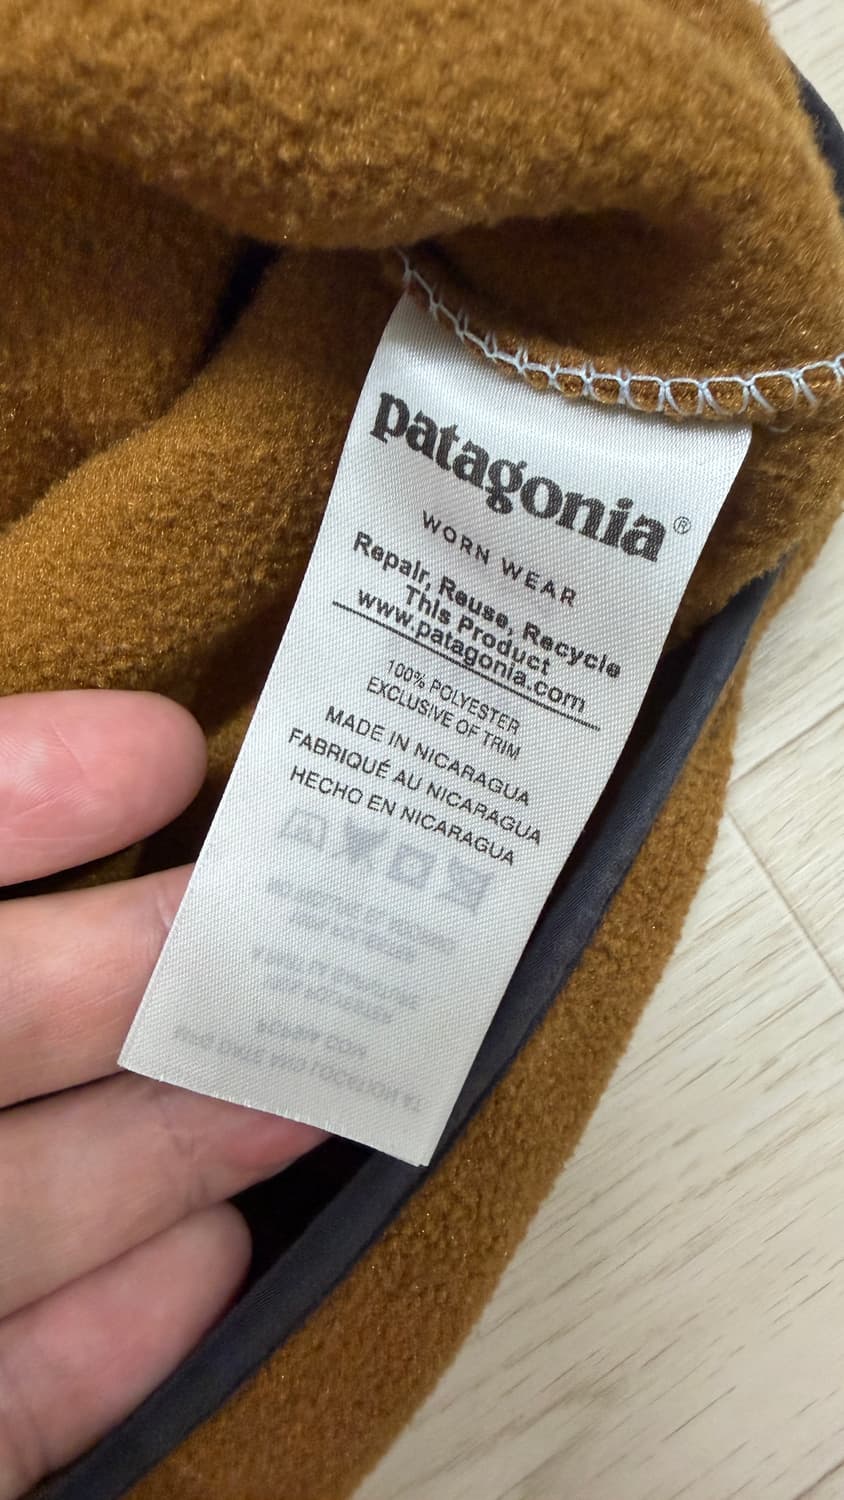 patagonia®
WORN WEAR
Repair, Reuse, Recycle
This Product
www.patagonia.com
100% POLYESTER
EXCLUSIVE OF TRIM
MADE IN NICARAGUA
FABRIQUÉ AU NICARAGUA
HECHO EN NICARAGUA